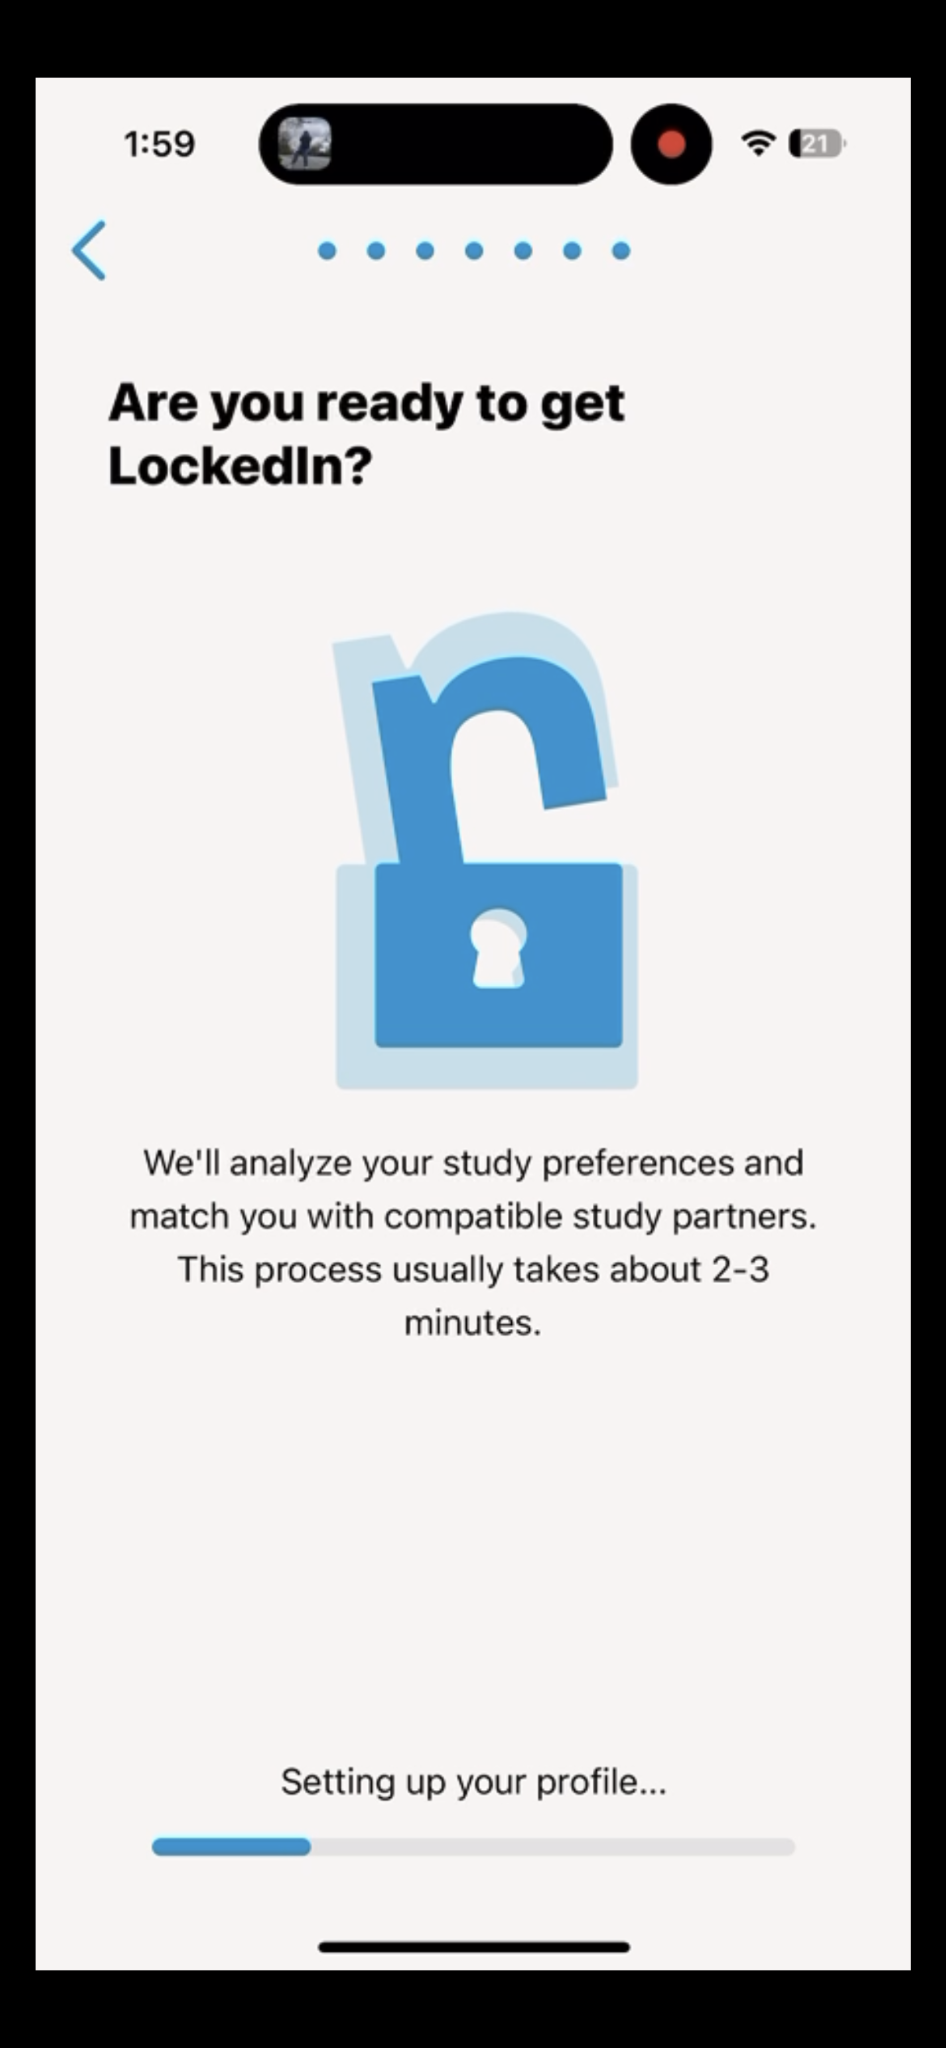 1:59
21
Are you ready to get
LockedIn?
We'll analyze your study preferences and
match you with compatible study partners.
This process usually takes about 2-3
minutes.
Setting up your profile...